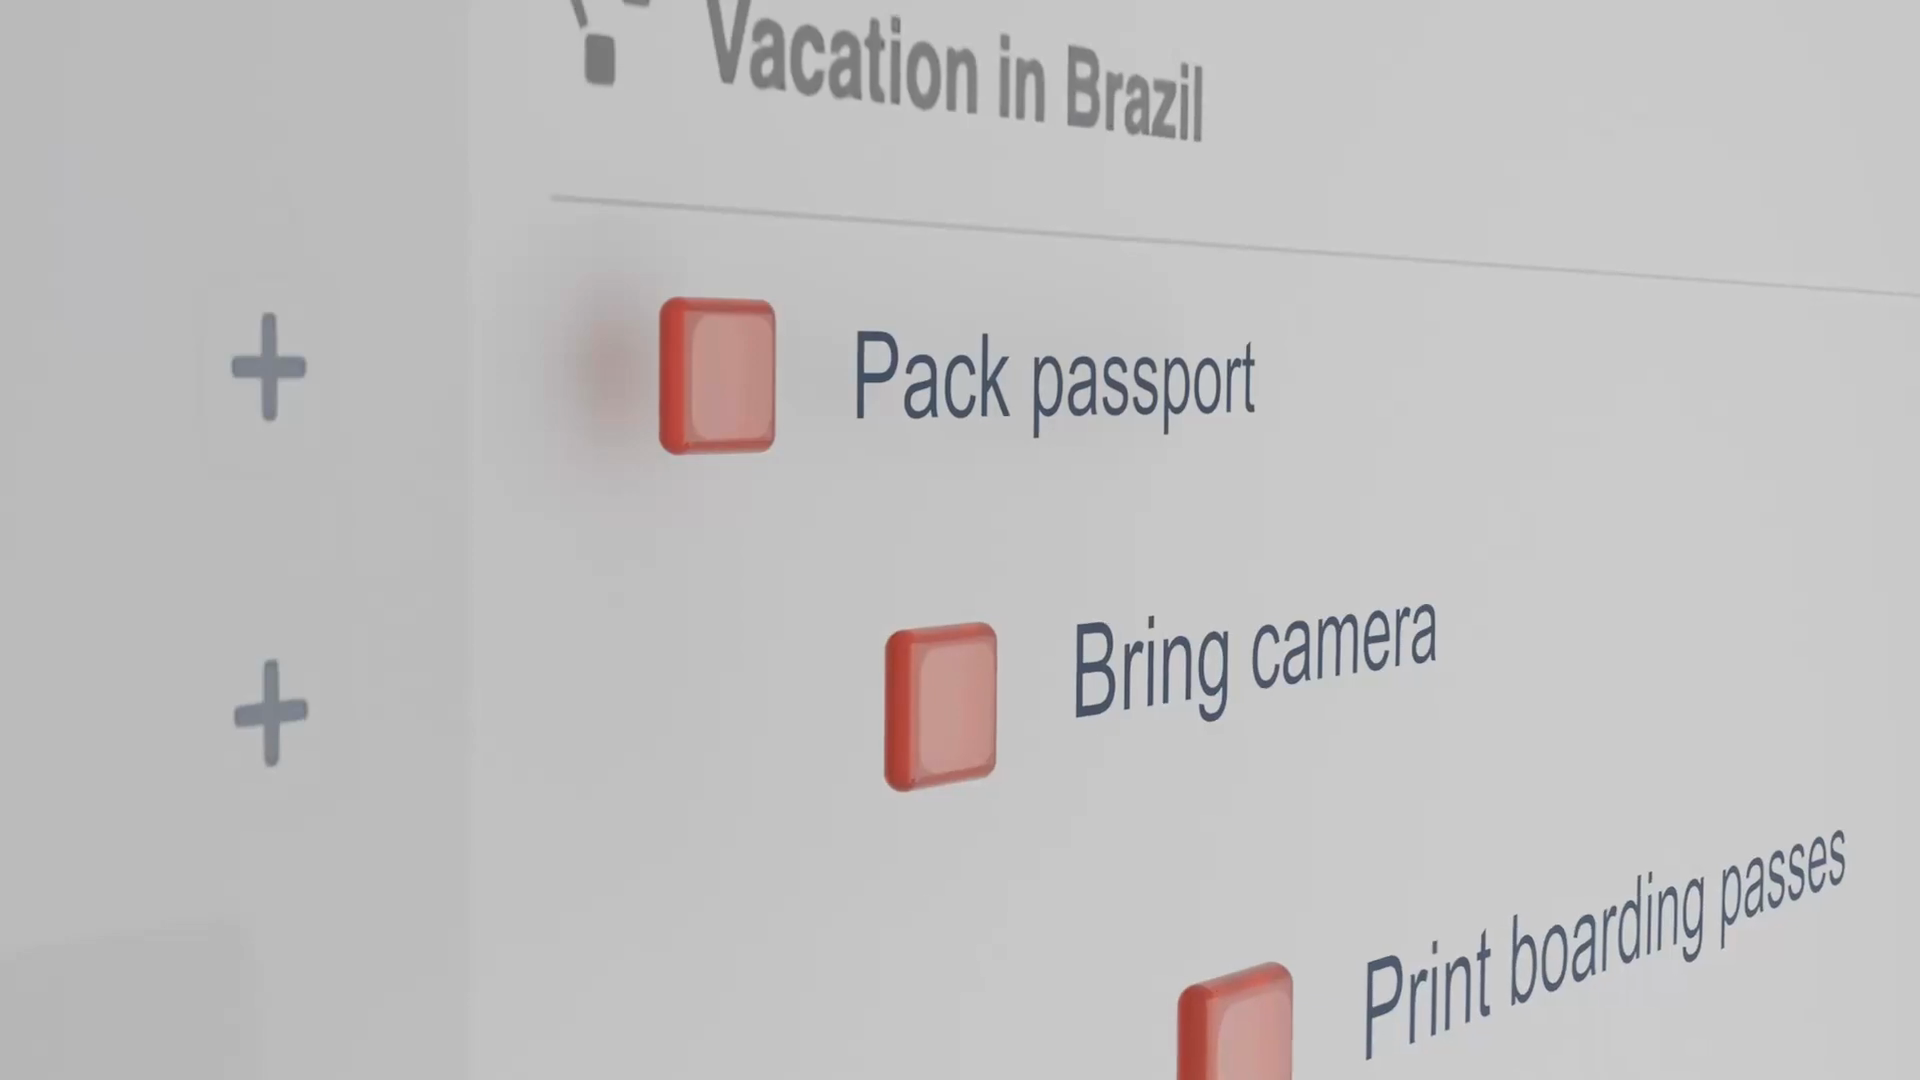 Vacation in Brazil
Pack passport
Bring camera
Print boarding passes